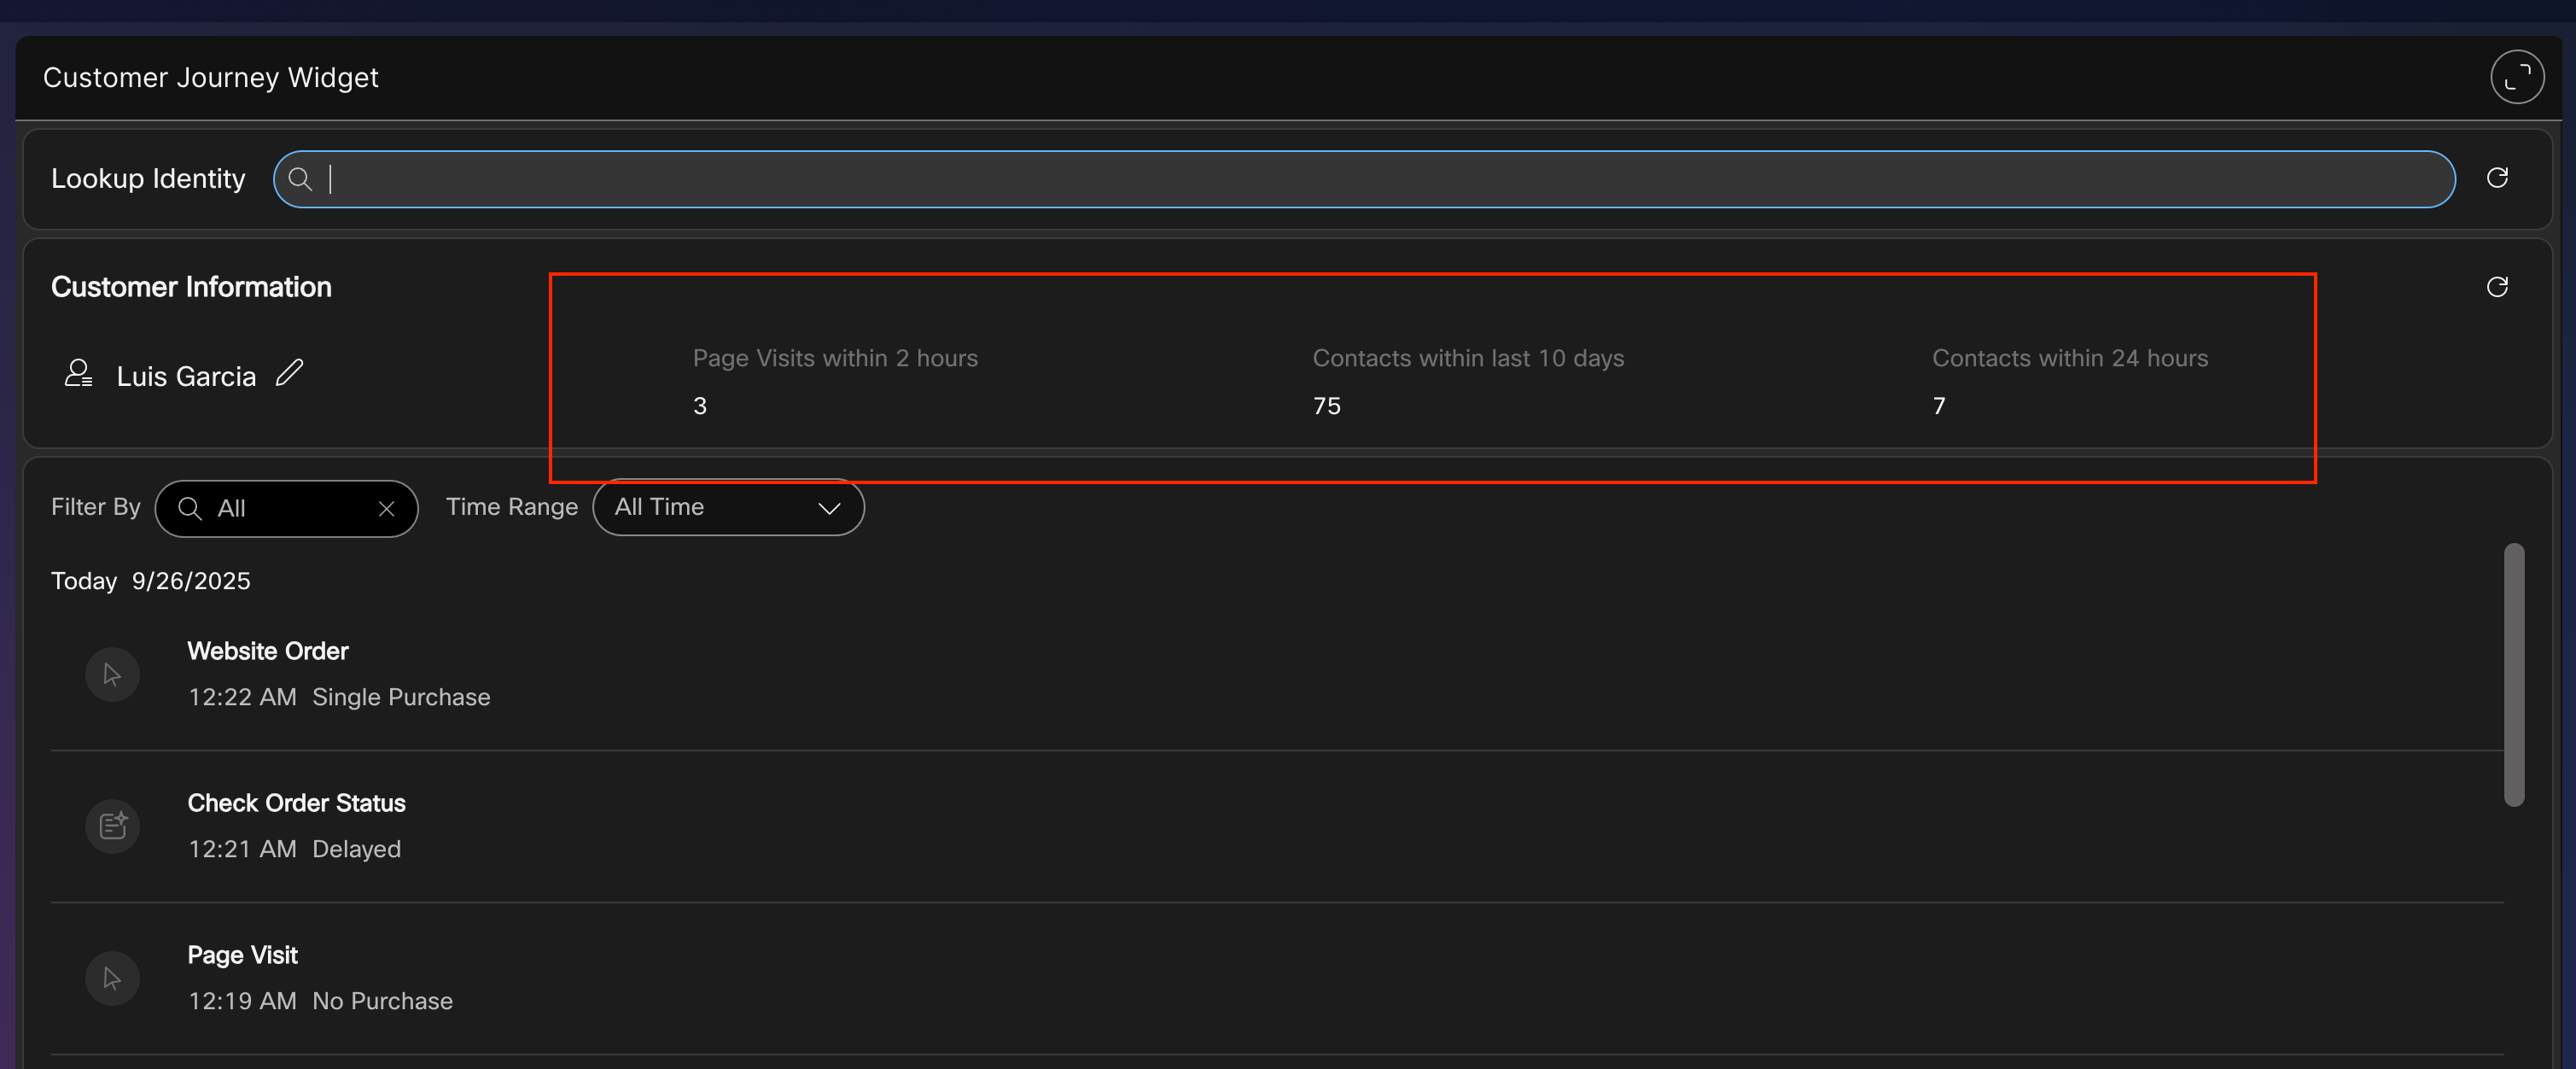 Customer Journey Widget
Lookup Identity
Customer Information
Luis Garcia
Page Visits within 2 hours
3
Contacts within last 10 days
75
Contacts within 24 hours
7
Filter By All Time Range All Time
Today 9/26/2025
Website Order
12:22 AM Single Purchase
Check Order Status
12:21 AM Delayed
Page Visit
12:19 AM No Purchase